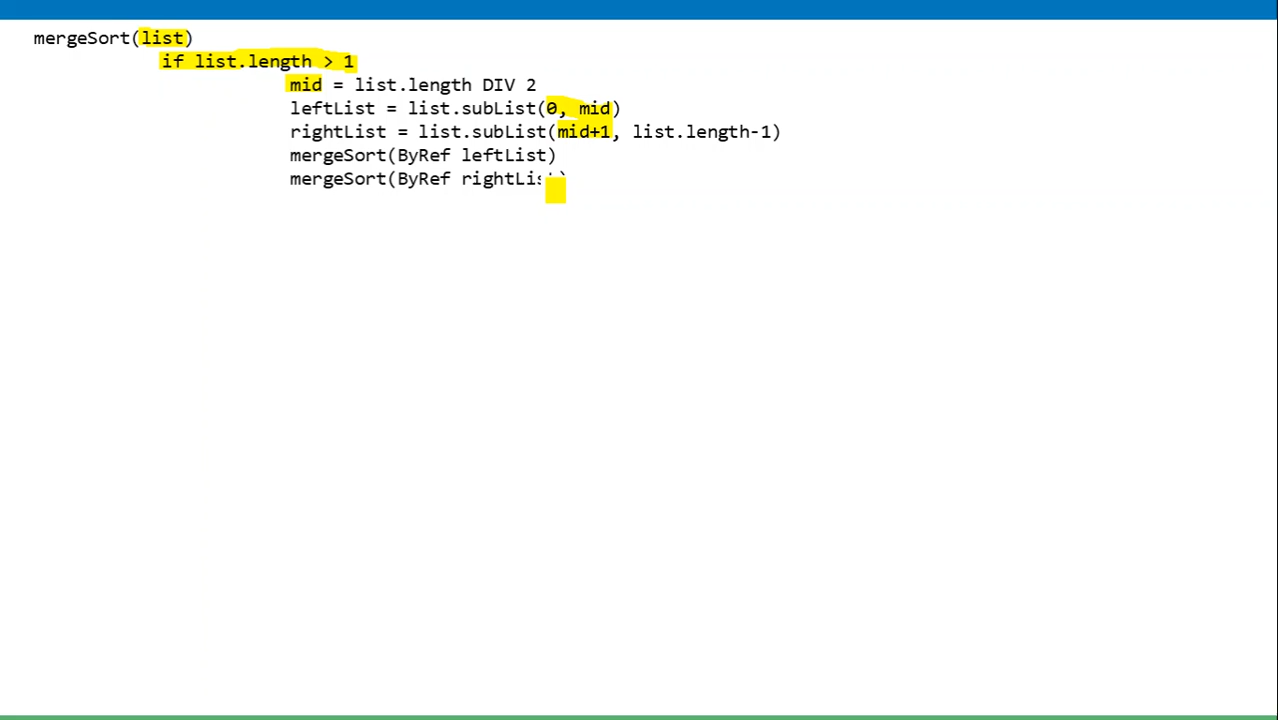 mergeSort(list)
if list.length > 1
mid = list.length DIV 2
leftList = list.subList(0, mid)
rightList = list.subList(mid+1, list.length-1)
mergeSort(ByRef leftList)
mergeSort(ByRef rightList)